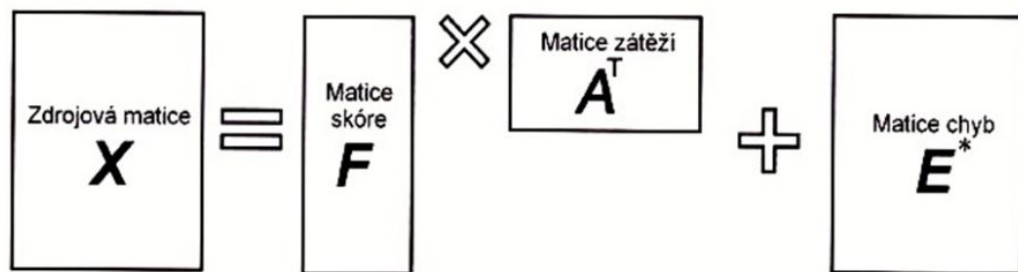 Zdrojová matice
X
=
Matice
skóre
F
×
Matice zátěží
A^T
+
Matice chyb
E*